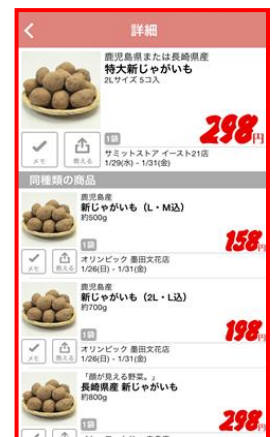 詳細
鹿児島県または長崎県産
特大新じゃがいも
2Lサイズ 5コ入
298円
メモ
教える
1袋
サミットストア イースト21店
1/29(水) - 1/31(金)
同種類の商品
鹿児島産
新じゃがいも(L・M込)
約500g
158円
1袋
メモ
教える
オリンピック 墨田文花店
1/26(日) - 1/31(金)
鹿児島産
新じゃがいも(2L・L込)
約700g
198円
1袋
メモ
教える
オリンピック 墨田文花店
1/26(日) - 1/31(金)
「顔が見える野菜。」
長崎県産 新じゃがいも
約800g
298円
1袋